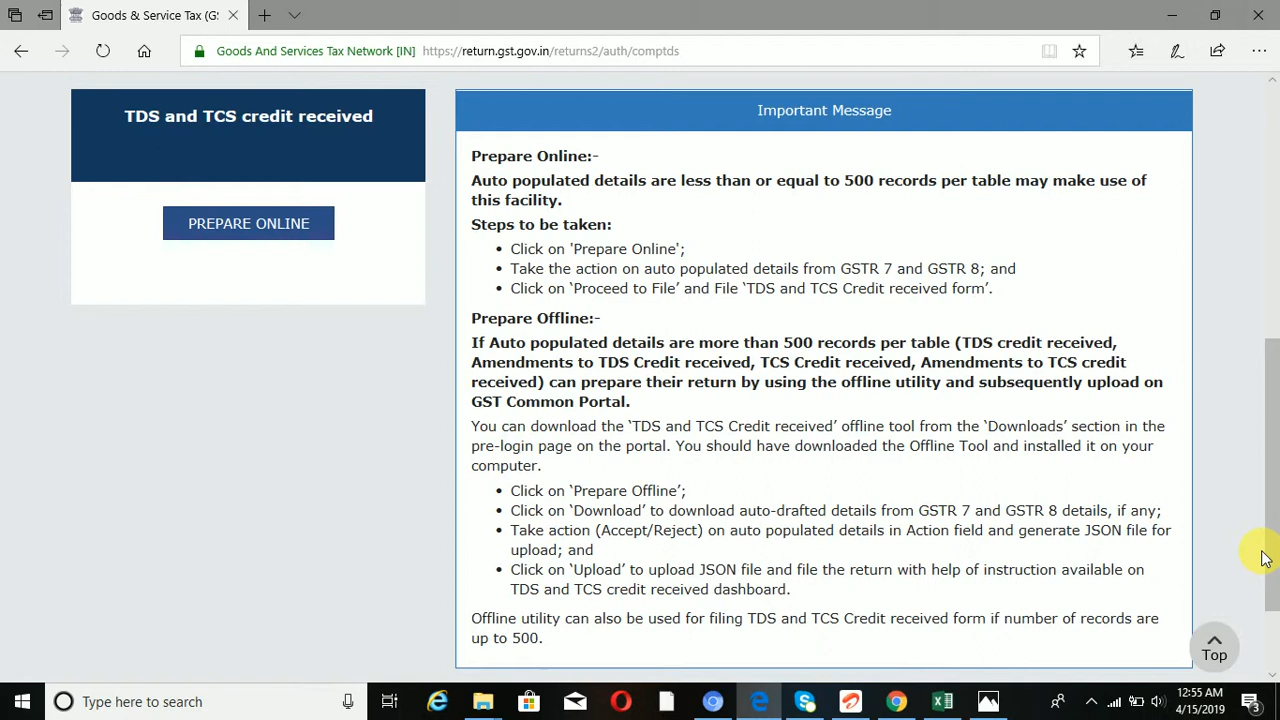 Goods & Service Tax (GS
Goods And Services Tax Network [IN] https://return.gst.gov.in/returns2/auth/comptds
TDS and TCS credit received
PREPARE ONLINE
Important Message
Prepare Online:-
Auto populated details are less than or equal to 500 records per table may make use of
this facility.
Steps to be taken:
• Click on 'Prepare Online';
• Take the action on auto populated details from GSTR 7 and GSTR 8; and
• Click on ‘Proceed to File’ and File ‘TDS and TCS Credit received form’.
Prepare Offline:-
If Auto populated details are more than 500 records per table (TDS credit received,
Amendments to TDS Credit received, TCS Credit received, Amendments to TCS credit
received) can prepare their return by using the offline utility and subsequently upload on
GST Common Portal.
You can download the ‘TDS and TCS Credit received’ offline tool from the ‘Downloads’ section in the
pre-login page on the portal. You should have downloaded the Offline Tool and installed it on your
computer.
• Click on ‘Prepare Offline’;
• Click on ‘Download’ to download auto-drafted details from GSTR 7 and GSTR 8 details, if any;
• Take action (Accept/Reject) on auto populated details in Action field and generate JSON file for
upload; and
• Click on ‘Upload’ to upload JSON file and file the return with help of instruction available on
TDS and TCS credit received dashboard.
Offline utility can also be used for filing TDS and TCS Credit received form if number of records are
up to 500.
Top
Type here to search
12:55 AM
4/15/2019
3